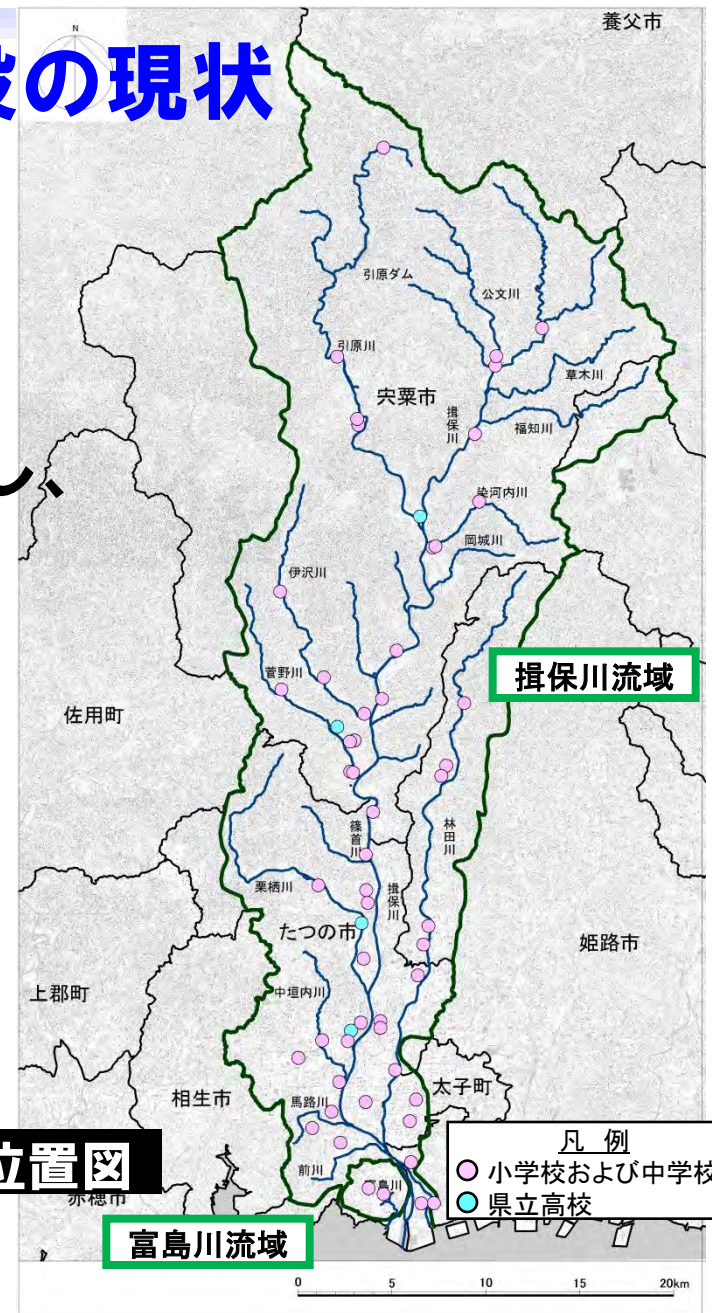 N
養父市
の現状
引原ダム
公文川
引原川
草木川
宍粟市
揖保川
福知川
し、
染河内川
岡城川
伊沢川
揖保川流域
菅野川
佐用町
篠首川
林田川
栗栖川
揖保川
たつの市
姫路市
上郡町
中垣内川
相生市
太子町
馬路川
凡 例
位置図
小学校および中学校
前川
島川
県立高校
赤穂市
富島川流域
0 5 10 15 20km